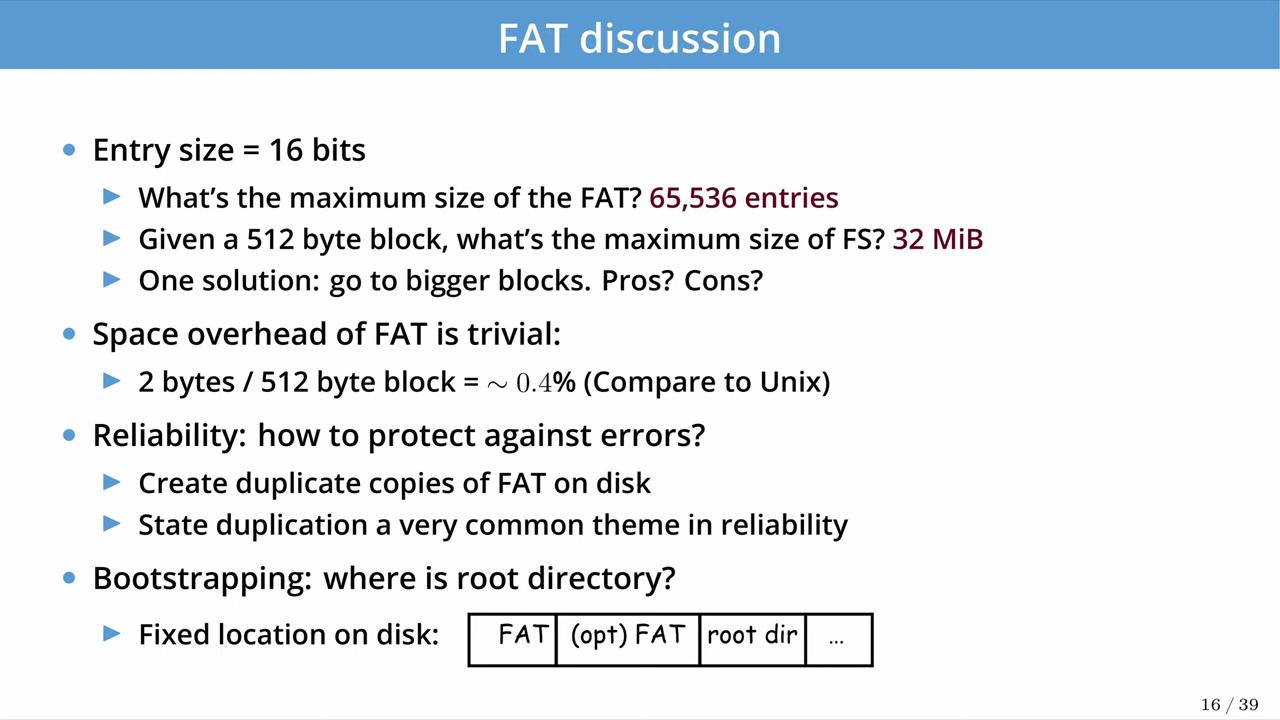 FAT discussion
• Entry size = 16 bits
▶ What's the maximum size of the FAT? 65,536 entries
▶ Given a 512 byte block, what's the maximum size of FS? 32 MiB
▶ One solution: go to bigger blocks. Pros? Cons?
• Space overhead of FAT is trivial:
▶ 2 bytes / 512 byte block = ∼ 0.4% (Compare to Unix)
• Reliability: how to protect against errors?
▶ Create duplicate copies of FAT on disk
▶ State duplication a very common theme in reliability
• Bootstrapping: where is root directory?
▶ Fixed location on disk: FAT (opt) FAT root dir ...
16 / 39